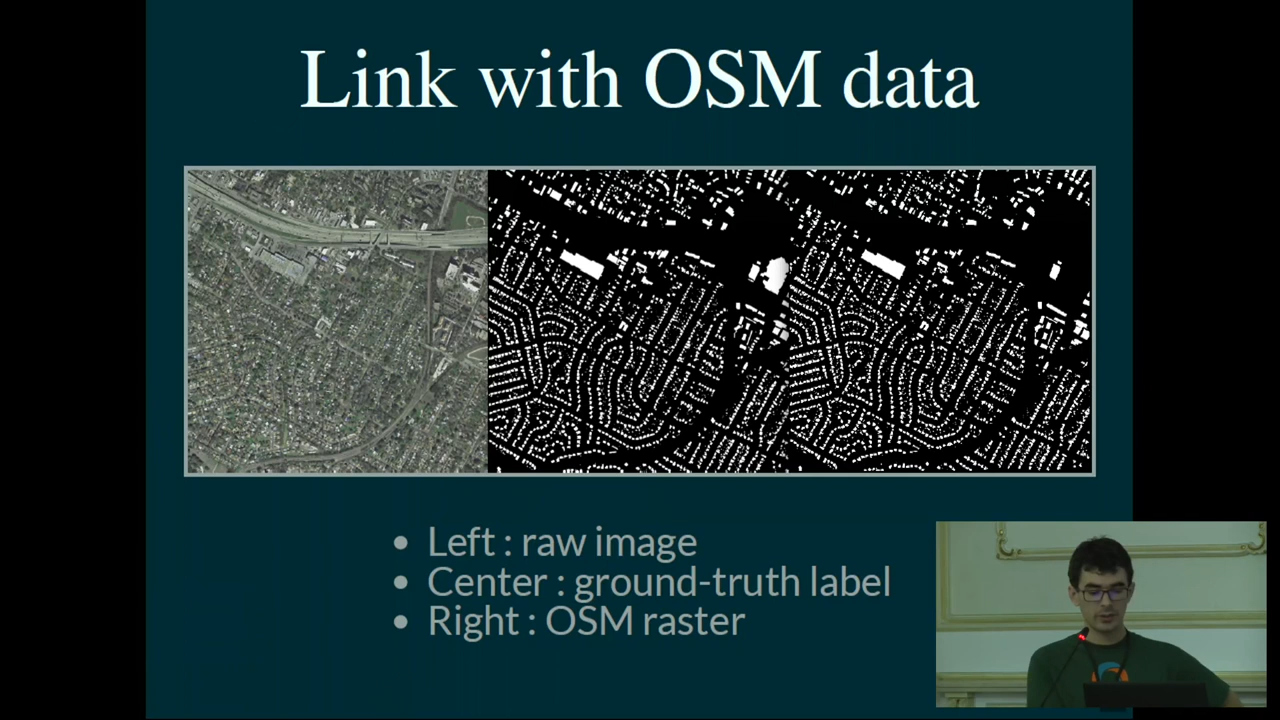 Link with OSM data
Left : raw image
Center : ground-truth label
Right : OSM raster